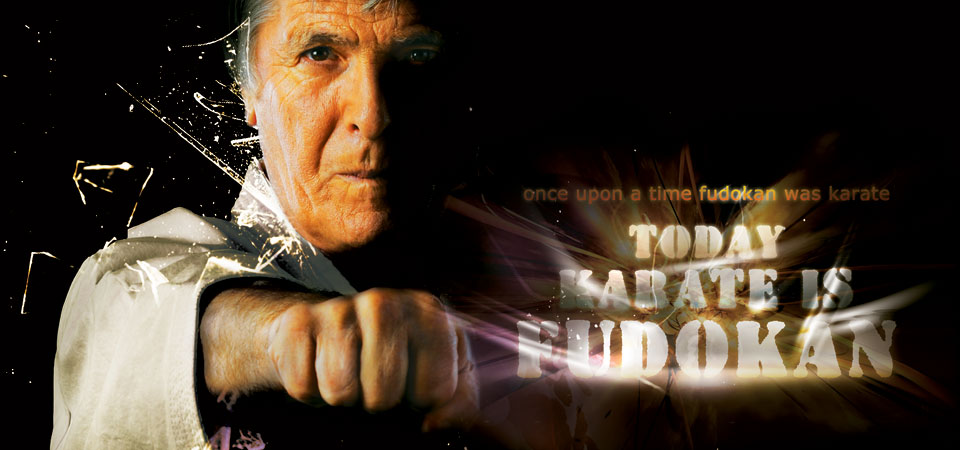 once upon a time fudokan was karate
TODAY
KARATE IS
FUDOKAN